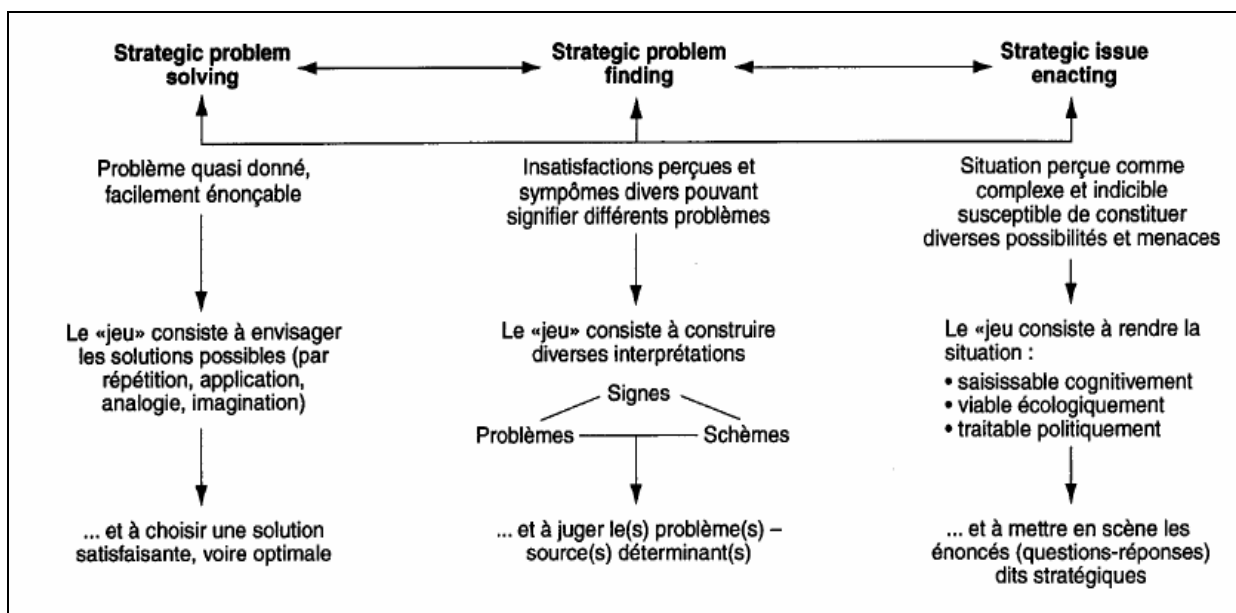 Strategic problem
solving
Strategic problem
finding
Strategic issue
enacting
Problème quasi donné,
facilement énonçable
Insatisfactions perçues et
sympômes divers pouvant
signifier différents problèmes
Situation perçue comme
complexe et indicible
susceptible de constituer
diverses possibilités et menaces
Le «jeu» consiste à envisager
les solutions possibles (par
répétition, application,
analogie, imagination)
Le «jeu» consiste à construire
diverses interprétations
Signes
Problèmes
Schèmes
Le «jeu consiste à rendre la
situation :
• saisissable cognitivement
• viable écologiquement
• traitable politiquement
... et à choisir une solution
satisfaisante, voire optimale
... et à juger le(s) problème(s) –
source(s) déterminant(s)
... et à mettre en scène les
énoncés (questions-réponses)
dits stratégiques